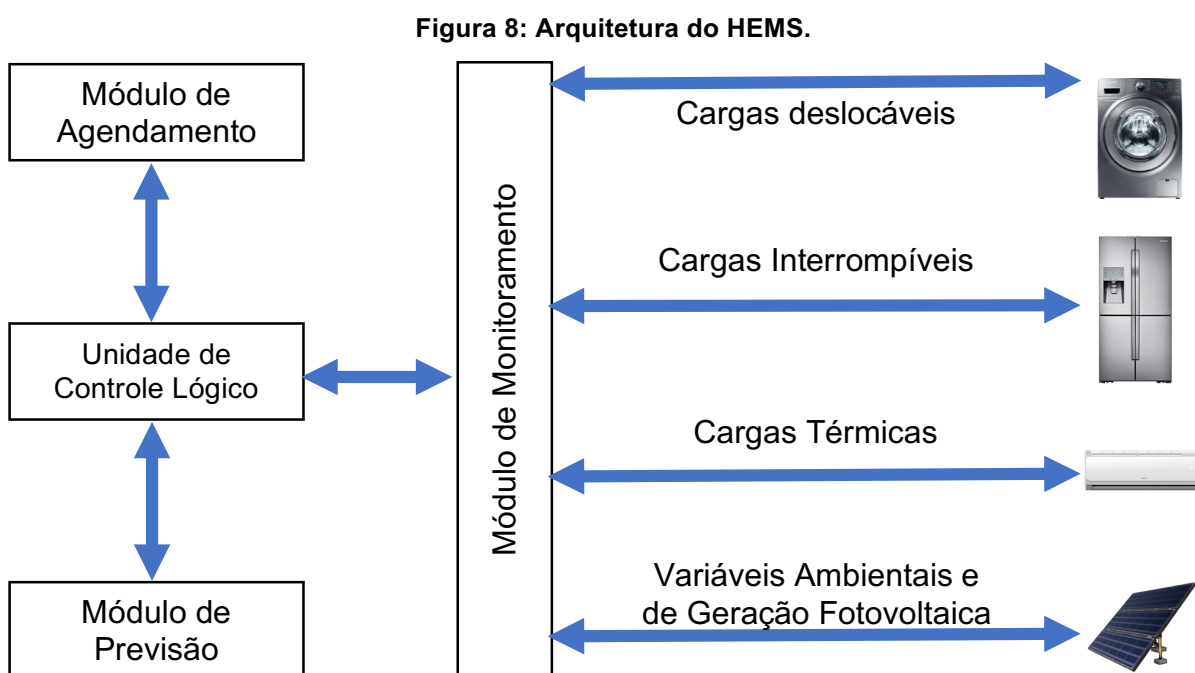 Figura 8: Arquitetura do HEMS.
Módulo de
Agendamento
Unidade de
Controle Lógico
Módulo de
Previsão
Módulo de Monitoramento
Cargas deslocáveis
Cargas Interrompíveis
Cargas Térmicas
Variáveis Ambientais e
de Geração Fotovoltaica